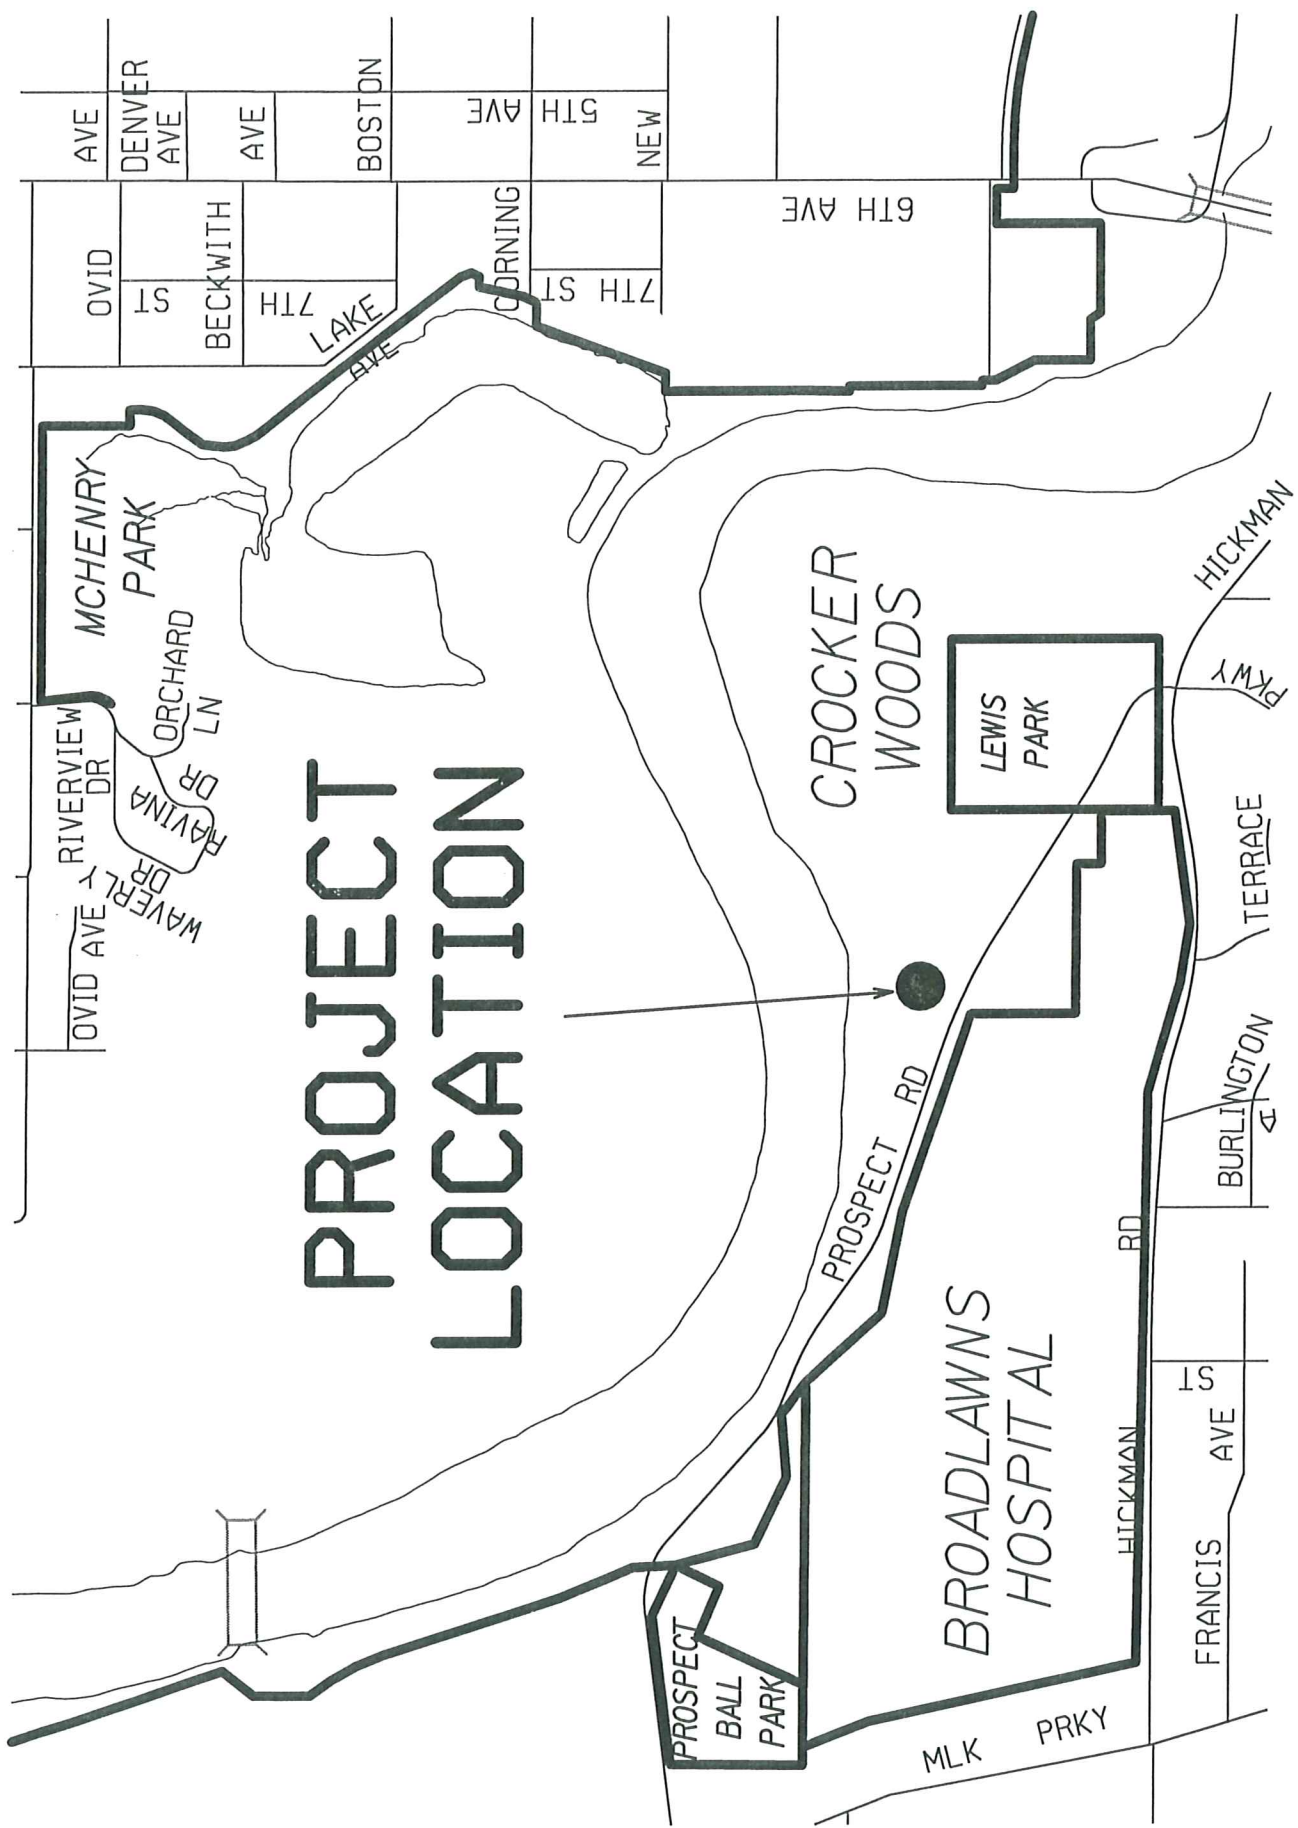 PROJECT
LOCATION
MCHENRY
PARK
OVID AVE
RIVERVIEW
DR
WAVERLY
DR
RAVINA
DR
ORCHARD
LN
OVID
AVE
DENVER
AVE
BECKWITH
AVE
7TH
ST
LAKE
AVE
BOSTON
CORNING
AVE
5TH
7TH ST
NEW
6TH AVE
CROCKER
WOODS
LEWIS
PARK
PROSPECT RD
PROSPECT
BALL
PARK
BROADLAWNS
HOSPITAL
HICKMAN RD
HICKMAN
PKWY
TERRACE
BURLINGTON
ST
FRANCIS AVE
MLK PRKY